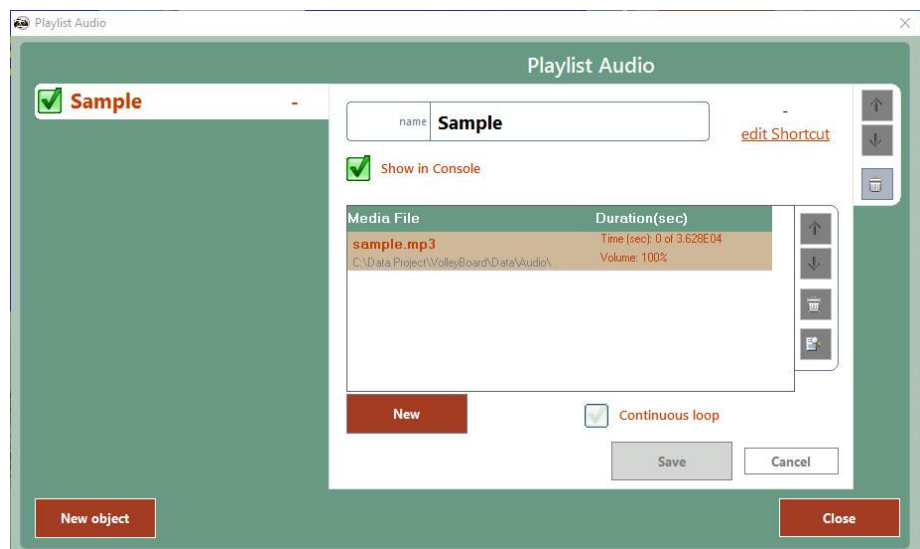 Playlist Audio
Playlist Audio
Sample -
name Sample
-
edit Shortcut
Show in Console
Media File Duration(sec)
sample.mp3 Time (sec): 0 of 3.628E04
C:\Data.Project\VolleyBoard\Data\Audio\ Volume: 100%
New
Continuous loop
Save Cancel
New object Close